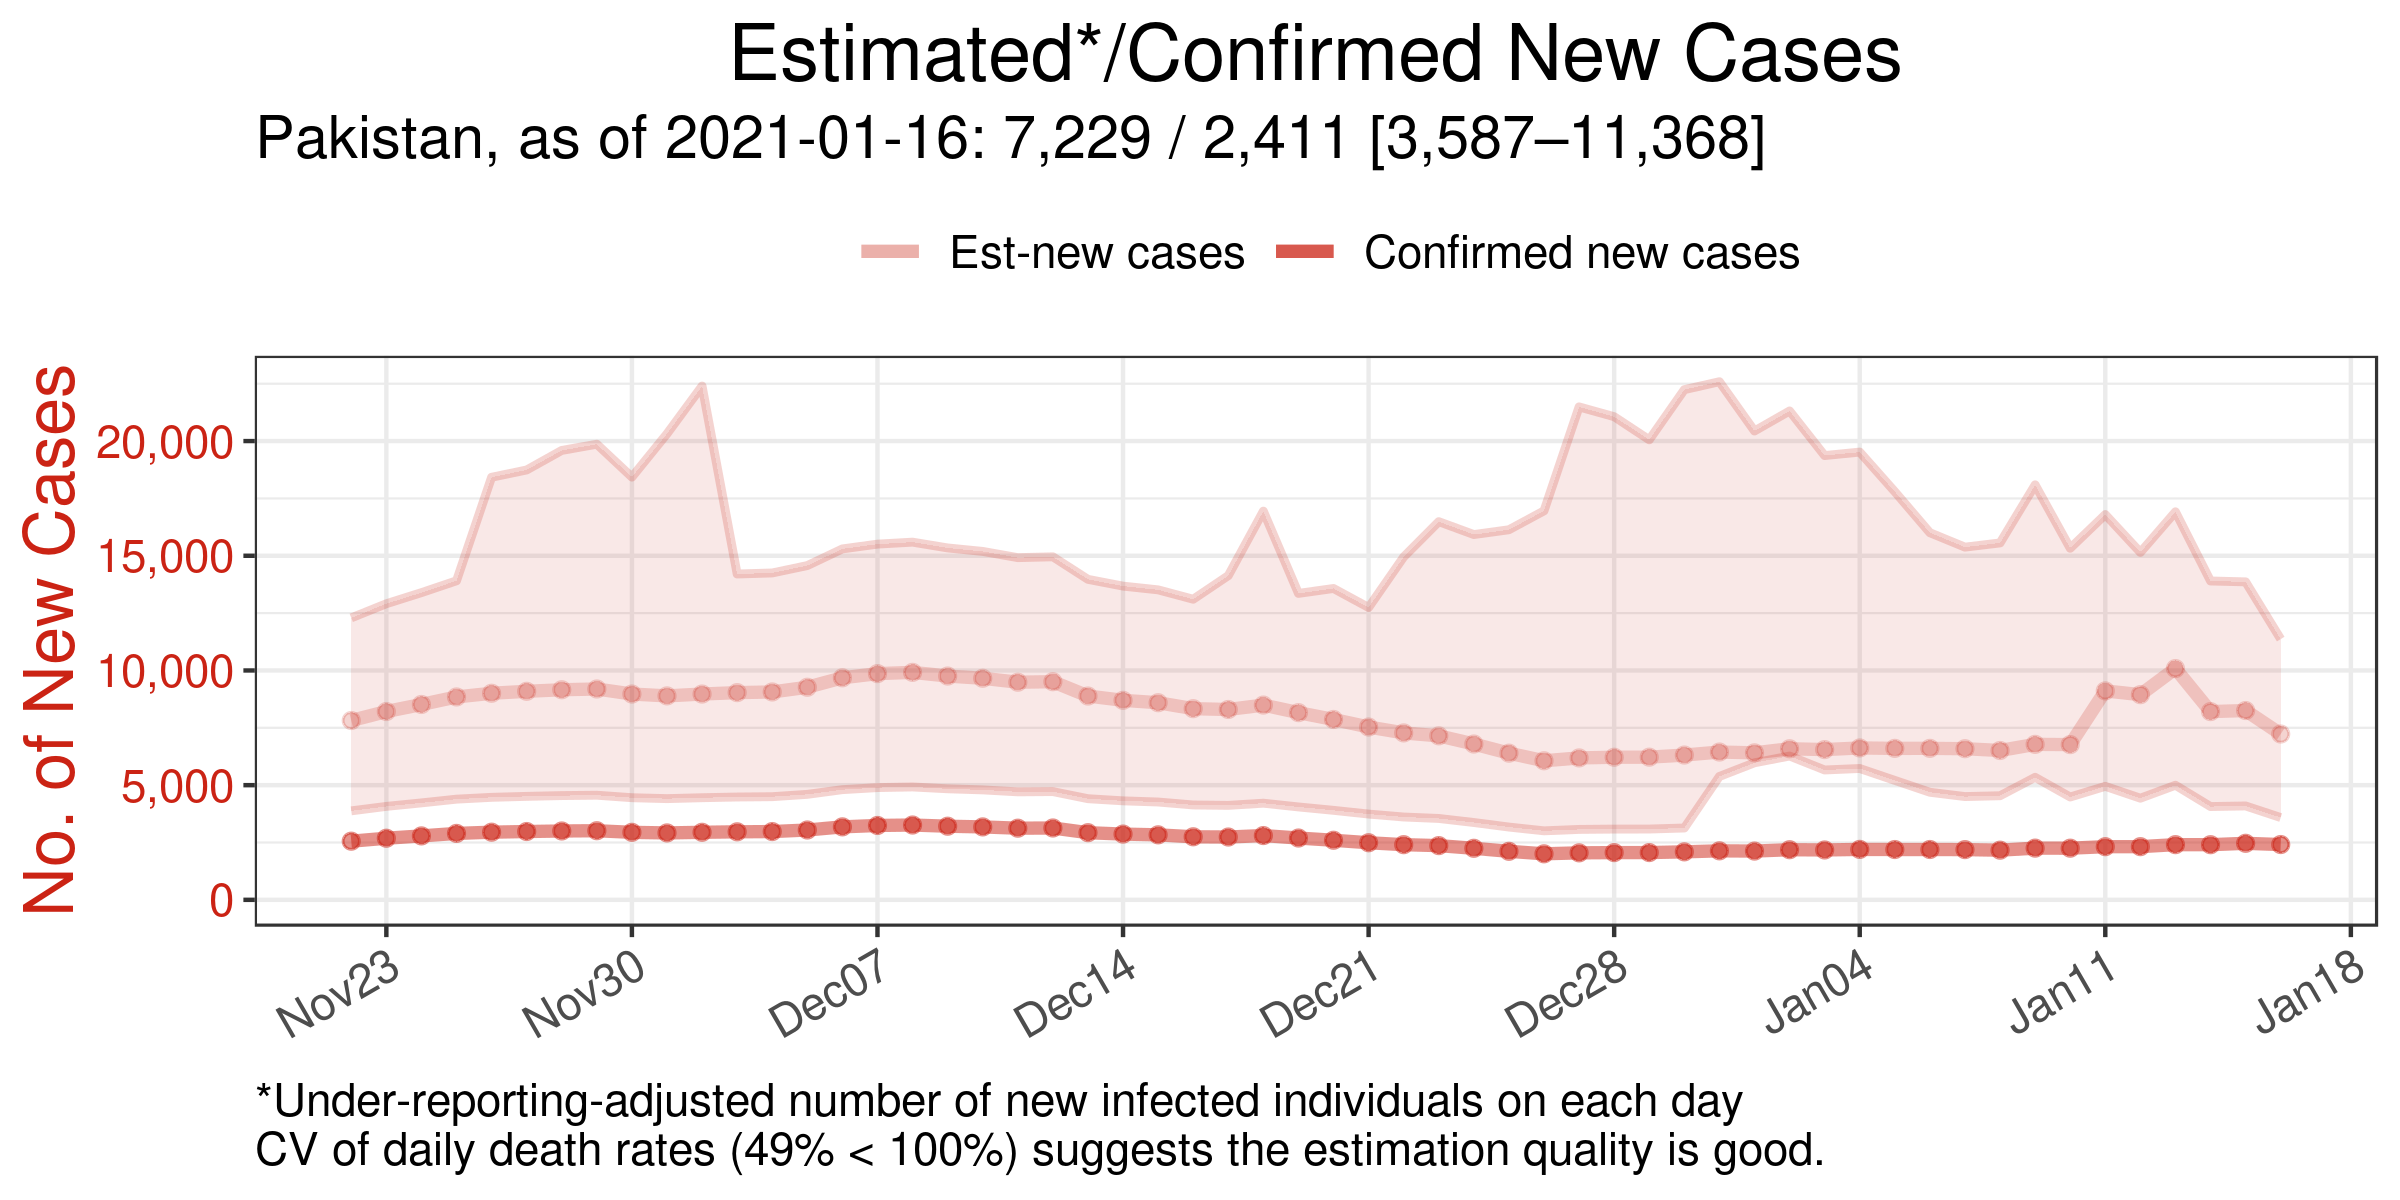 Estimated*/Confirmed New Cases
Pakistan, as of 2021-01-16: 7,229 / 2,411 [3,587–11,368]
Est-new cases
Confirmed new cases
No. of New Cases
20,000
15,000
10,000
5,000
0
Nov23
Nov30
Dec07
Dec14
Dec21
Dec28
Jan04
Jan11
Jan18
*Under-reporting-adjusted number of new infected individuals on each day
CV of daily death rates (49% < 100%) suggests the estimation quality is good.